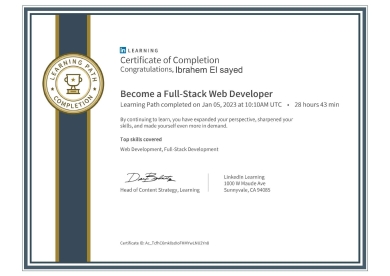 in LEARNING
Certificate of Completion
Congratulations, Ibrahem El sayed
LEARNING PATH
COMPLETION
Become a Full-Stack Web Developer
Learning Path completed on Jan 05, 2023 at 10:10AM UTC • 28 hours 43 min
By continuing to learn, you have expanded your perspective, sharpened your
skills, and made yourself even more in demand.
Top skills covered
Web Development, Full-Stack Development
Head of Content Strategy, Learning
LinkedIn Learning
1000 W Maude Ave
Sunnyvale, CA 94085
Certificate ID: